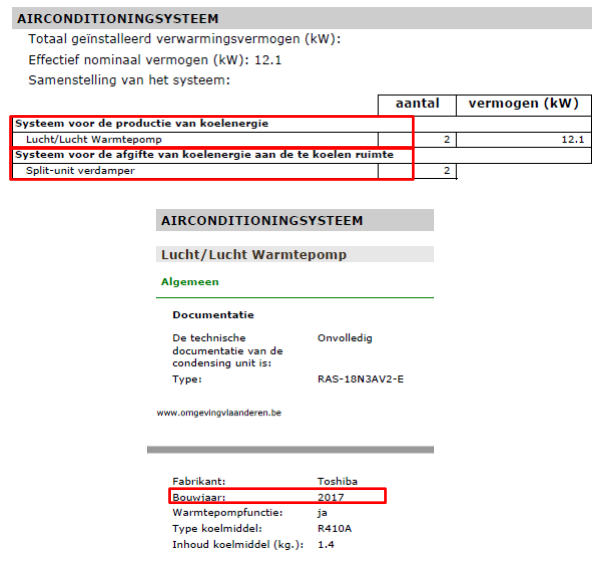 AIRCONDITIONINGSYSTEEM
Totaal geïnstalleerd verwarmingsvermogen (kW):
Effectief nominaal vermogen (kW): 12.1
Samenstelling van het systeem:
aantal vermogen (kW)
Systeem voor de productie van koelenergie
Lucht/Lucht Warmtepomp 2 12.1
Systeem voor de afgifte van koelenergie aan de te koelen ruimte
Split-unit verdamper 2
AIRCONDITIONINGSYSTEEM
Lucht/Lucht Warmtepomp
Algemeen
Documentatie
De technische Onvolledig
documentatie van de
condensing unit is:
Type: RAS-18N3AV2-E
www.omgevingvlaanderen.be
Fabrikant: Toshiba
Bouwjaar: 2017
Warmtepompfunctie: ja
Type koelmiddel: R410A
Inhoud koelmiddel (kg.): 1.4